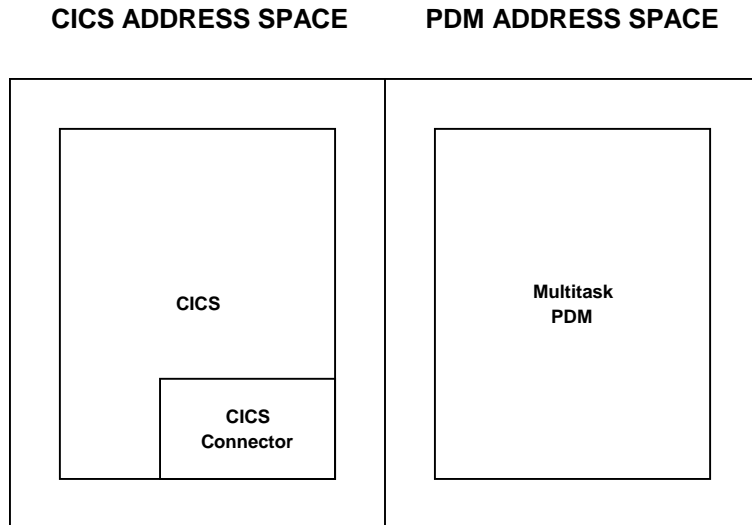 CICS ADDRESS SPACE
PDM ADDRESS SPACE
CICS
Multitask
PDM
CICS
Connector